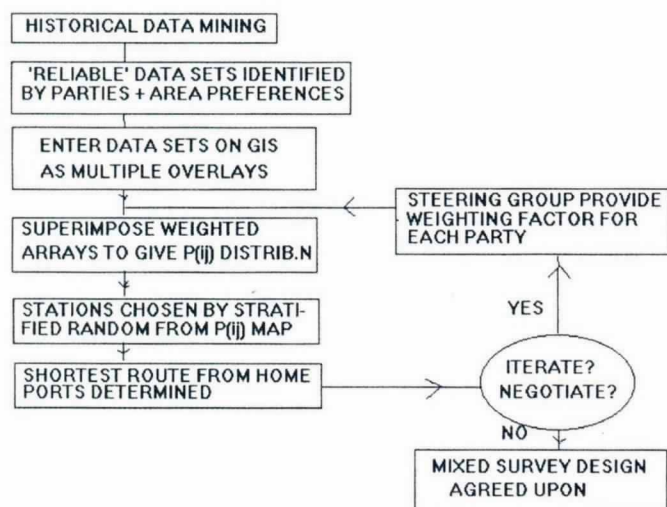 HISTORICAL DATA MINING
'RELIABLE' DATA SETS IDENTIFIED
BY PARTIES + AREA PREFERENCES
ENTER DATA SETS ON GIS
AS MULTIPLE OVERLAYS
STEERING GROUP PROVIDE
WEIGHTING FACTOR FOR
EACH PARTY
SUPERIMPOSE WEIGHTED
ARRAYS TO GIVE P(ij) DISTRIB.N
STATIONS CHOSEN BY STRATI-
FIED RANDOM FROM P(ij) MAP
YES
SHORTEST ROUTE FROM HOME
PORTS DETERMINED
ITERATE?
NEGOTIATE?
NO
MIXED SURVEY DESIGN
AGREED UPON